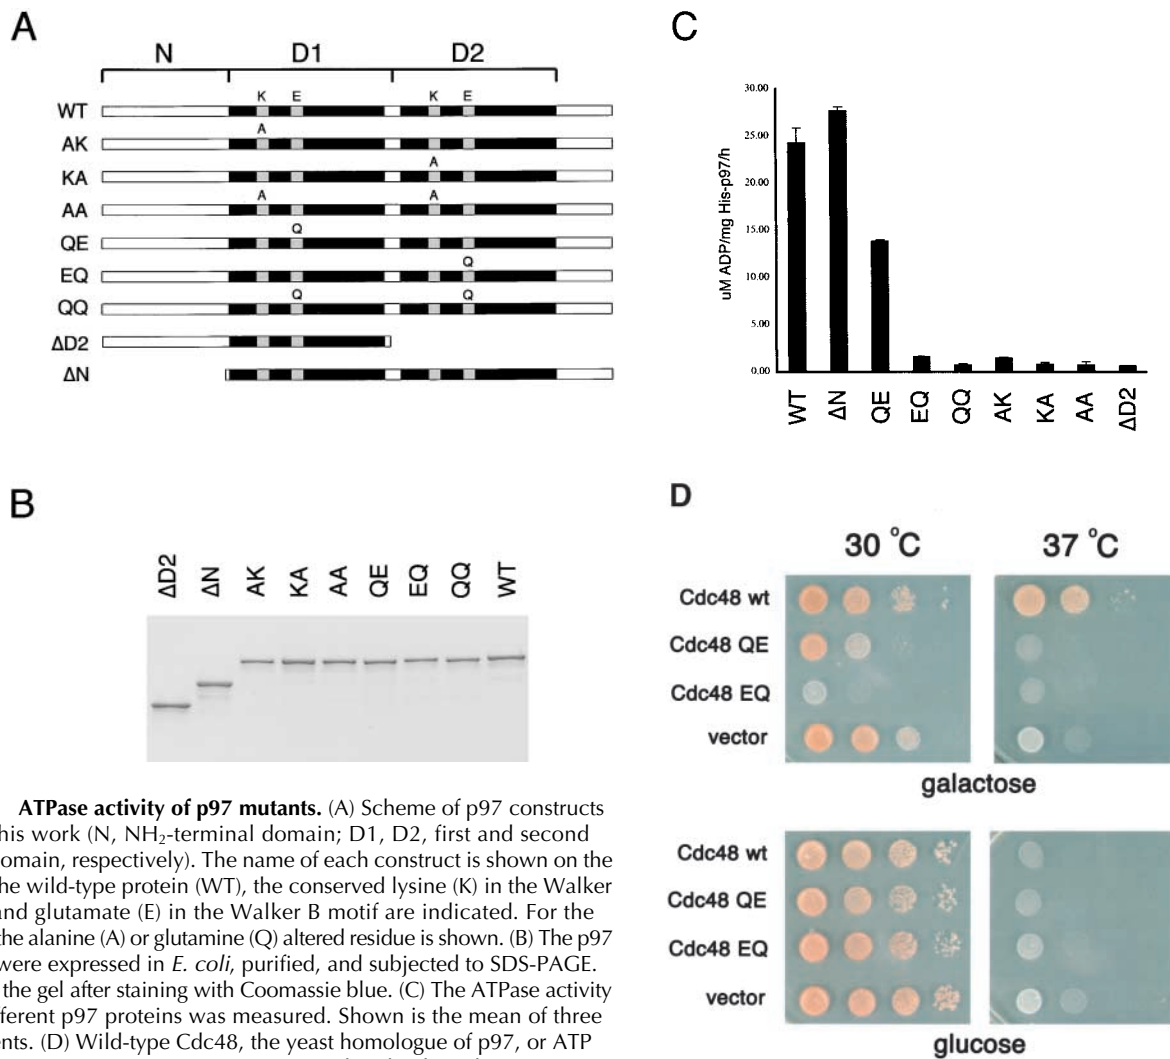 A
N D1 D2
K E K E
WT
A
AK
A
KA
A A
AA
Q
QE
Q
EQ
Q Q
QQ
ΔD2
ΔN
B
ΔD2 ΔN AK KA AA QE EQ QQ WT
ATPase activity of p97 mutants. (A) Scheme of p97 constructs
his work (N, NH₂-terminal domain; D1, D2, first and second
omain, respectively). The name of each construct is shown on the
he wild-type protein (WT), the conserved lysine (K) in the Walker
and glutamate (E) in the Walker B motif are indicated. For the
the alanine (A) or glutamine (Q) altered residue is shown. (B) The p97
were expressed in E. coli, purified, and subjected to SDS-PAGE.
the gel after staining with Coomassie blue. (C) The ATPase activity
fferent p97 proteins was measured. Shown is the mean of three
ents. (D) Wild-type Cdc48, the yeast homologue of p97, or ATP
C
uM ADP/mg His-p97/h
30.00
25.00
20.00
15.00
10.00
5.00
0.00
WT ΔN QE EQ QQ AK KA AA ΔD2
D
30 °C 37 °C
Cdc48 wt
Cdc48 QE
Cdc48 EQ
vector
galactose
Cdc48 wt
Cdc48 QE
Cdc48 EQ
vector
glucose